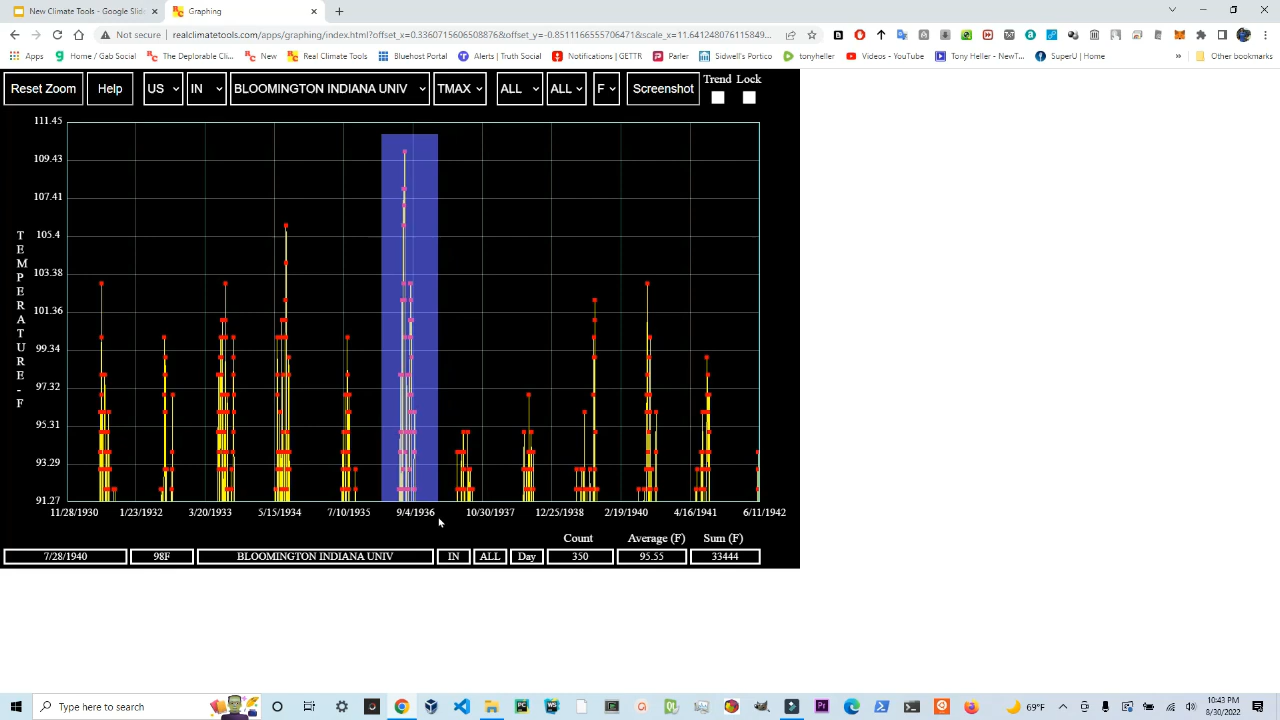 New Climate Tools - Google Slide
Graphing
Not secure | realclimatetools.com/apps/graphing/index.html?offset_x=0.3360715606508876&offset_y=-0.8511166555706471&scale_x=11.641248076115849...
Apps
Home / Gab Social
The Deplorable Cli...
New
Real Climate Tools
Bluehost Portal
Alerts | Truth Social
Notifications | GETTR
Parler
Sidwell's Portico
tonyheller
Videos - YouTube
Tony Heller - NewT...
SuperU | Home
»
Other bookmarks
Reset Zoom
Help
US
IN
BLOOMINGTON INDIANA UNIV
TMAX
ALL
ALL
F
Screenshot
Trend Lock
111.45
109.43
107.41
105.4
103.38
101.36
99.34
97.32
95.31
93.29
91.27
TEMPERATURE-F
11/28/1930 1/23/1932 3/20/1933 5/15/1934 7/10/1935 9/4/1936 10/30/1937 12/25/1938 2/19/1940 4/16/1941 6/11/1942
Count Average (F) Sum (F)
7/28/1940 98F BLOOMINGTON INDIANA UNIV IN ALL Day 350 95.55 33444
Type here to search
69°F
10:43 PM
8/30/2022